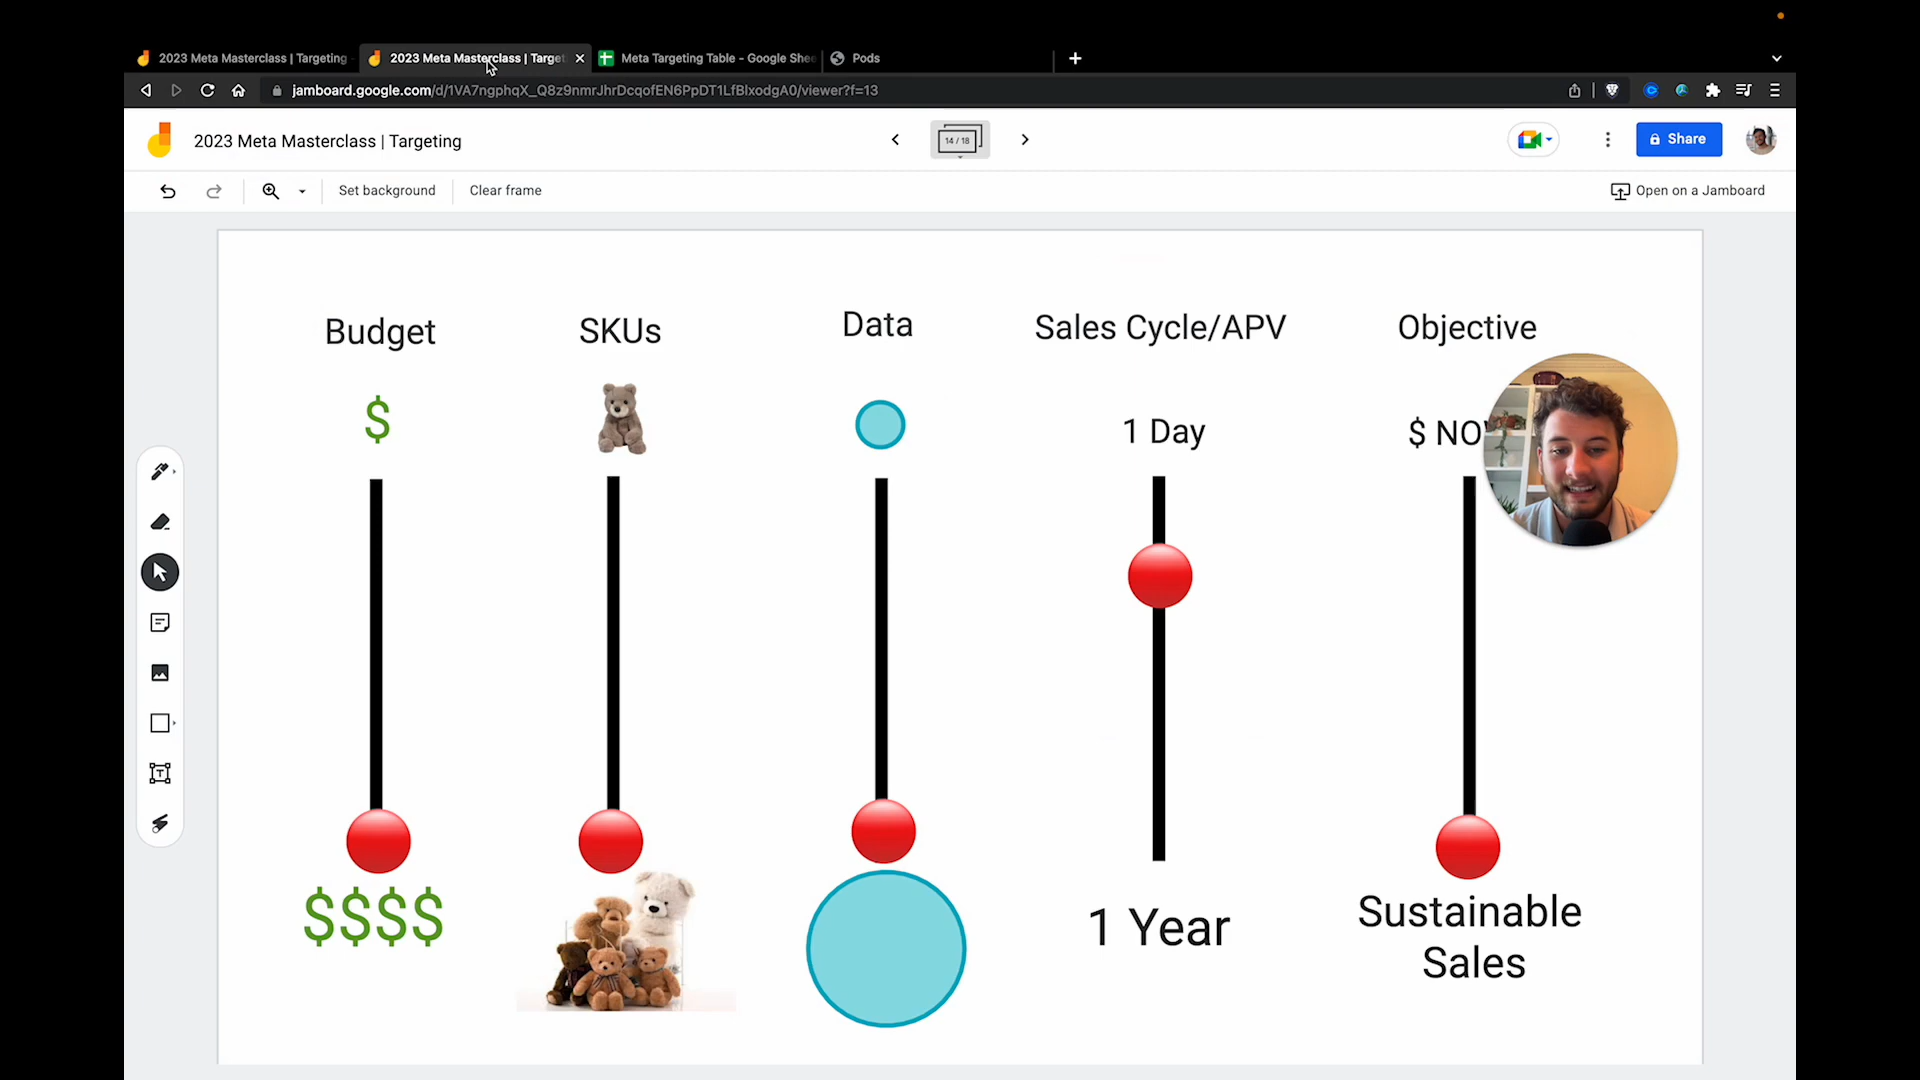 2023 Meta Masterclass | Targeting
2023 Meta Masterclass | Target
Meta Targeting Table - Google Shee
Pods
jamboard.google.com/d/1VA7ngphqX_Q8z9nmrJhrDcqofEN6PpDT1LfBlxodgA0/viewer?f=13
2023 Meta Masterclass | Targeting
14 / 18
Share
Set background
Clear frame
Open on a Jamboard
Budget
SKUs
Data
Sales Cycle/APV
Objective
$
1 Day
$ NO
$$$$
1 Year
Sustainable
Sales